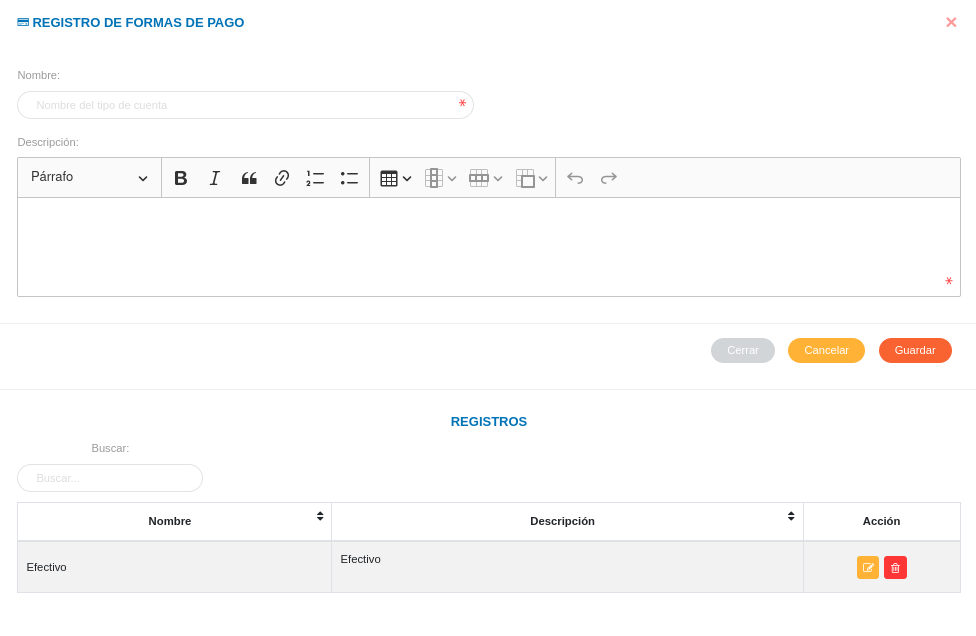 REGISTRO DE FORMAS DE PAGO
Nombre:
Nombre del tipo de cuenta *
Descripción:
Párrafo
*
Cerrar Cancelar Guardar
REGISTROS
Buscar:
Buscar...
Nombre Descripción Acción
Efectivo Efectivo